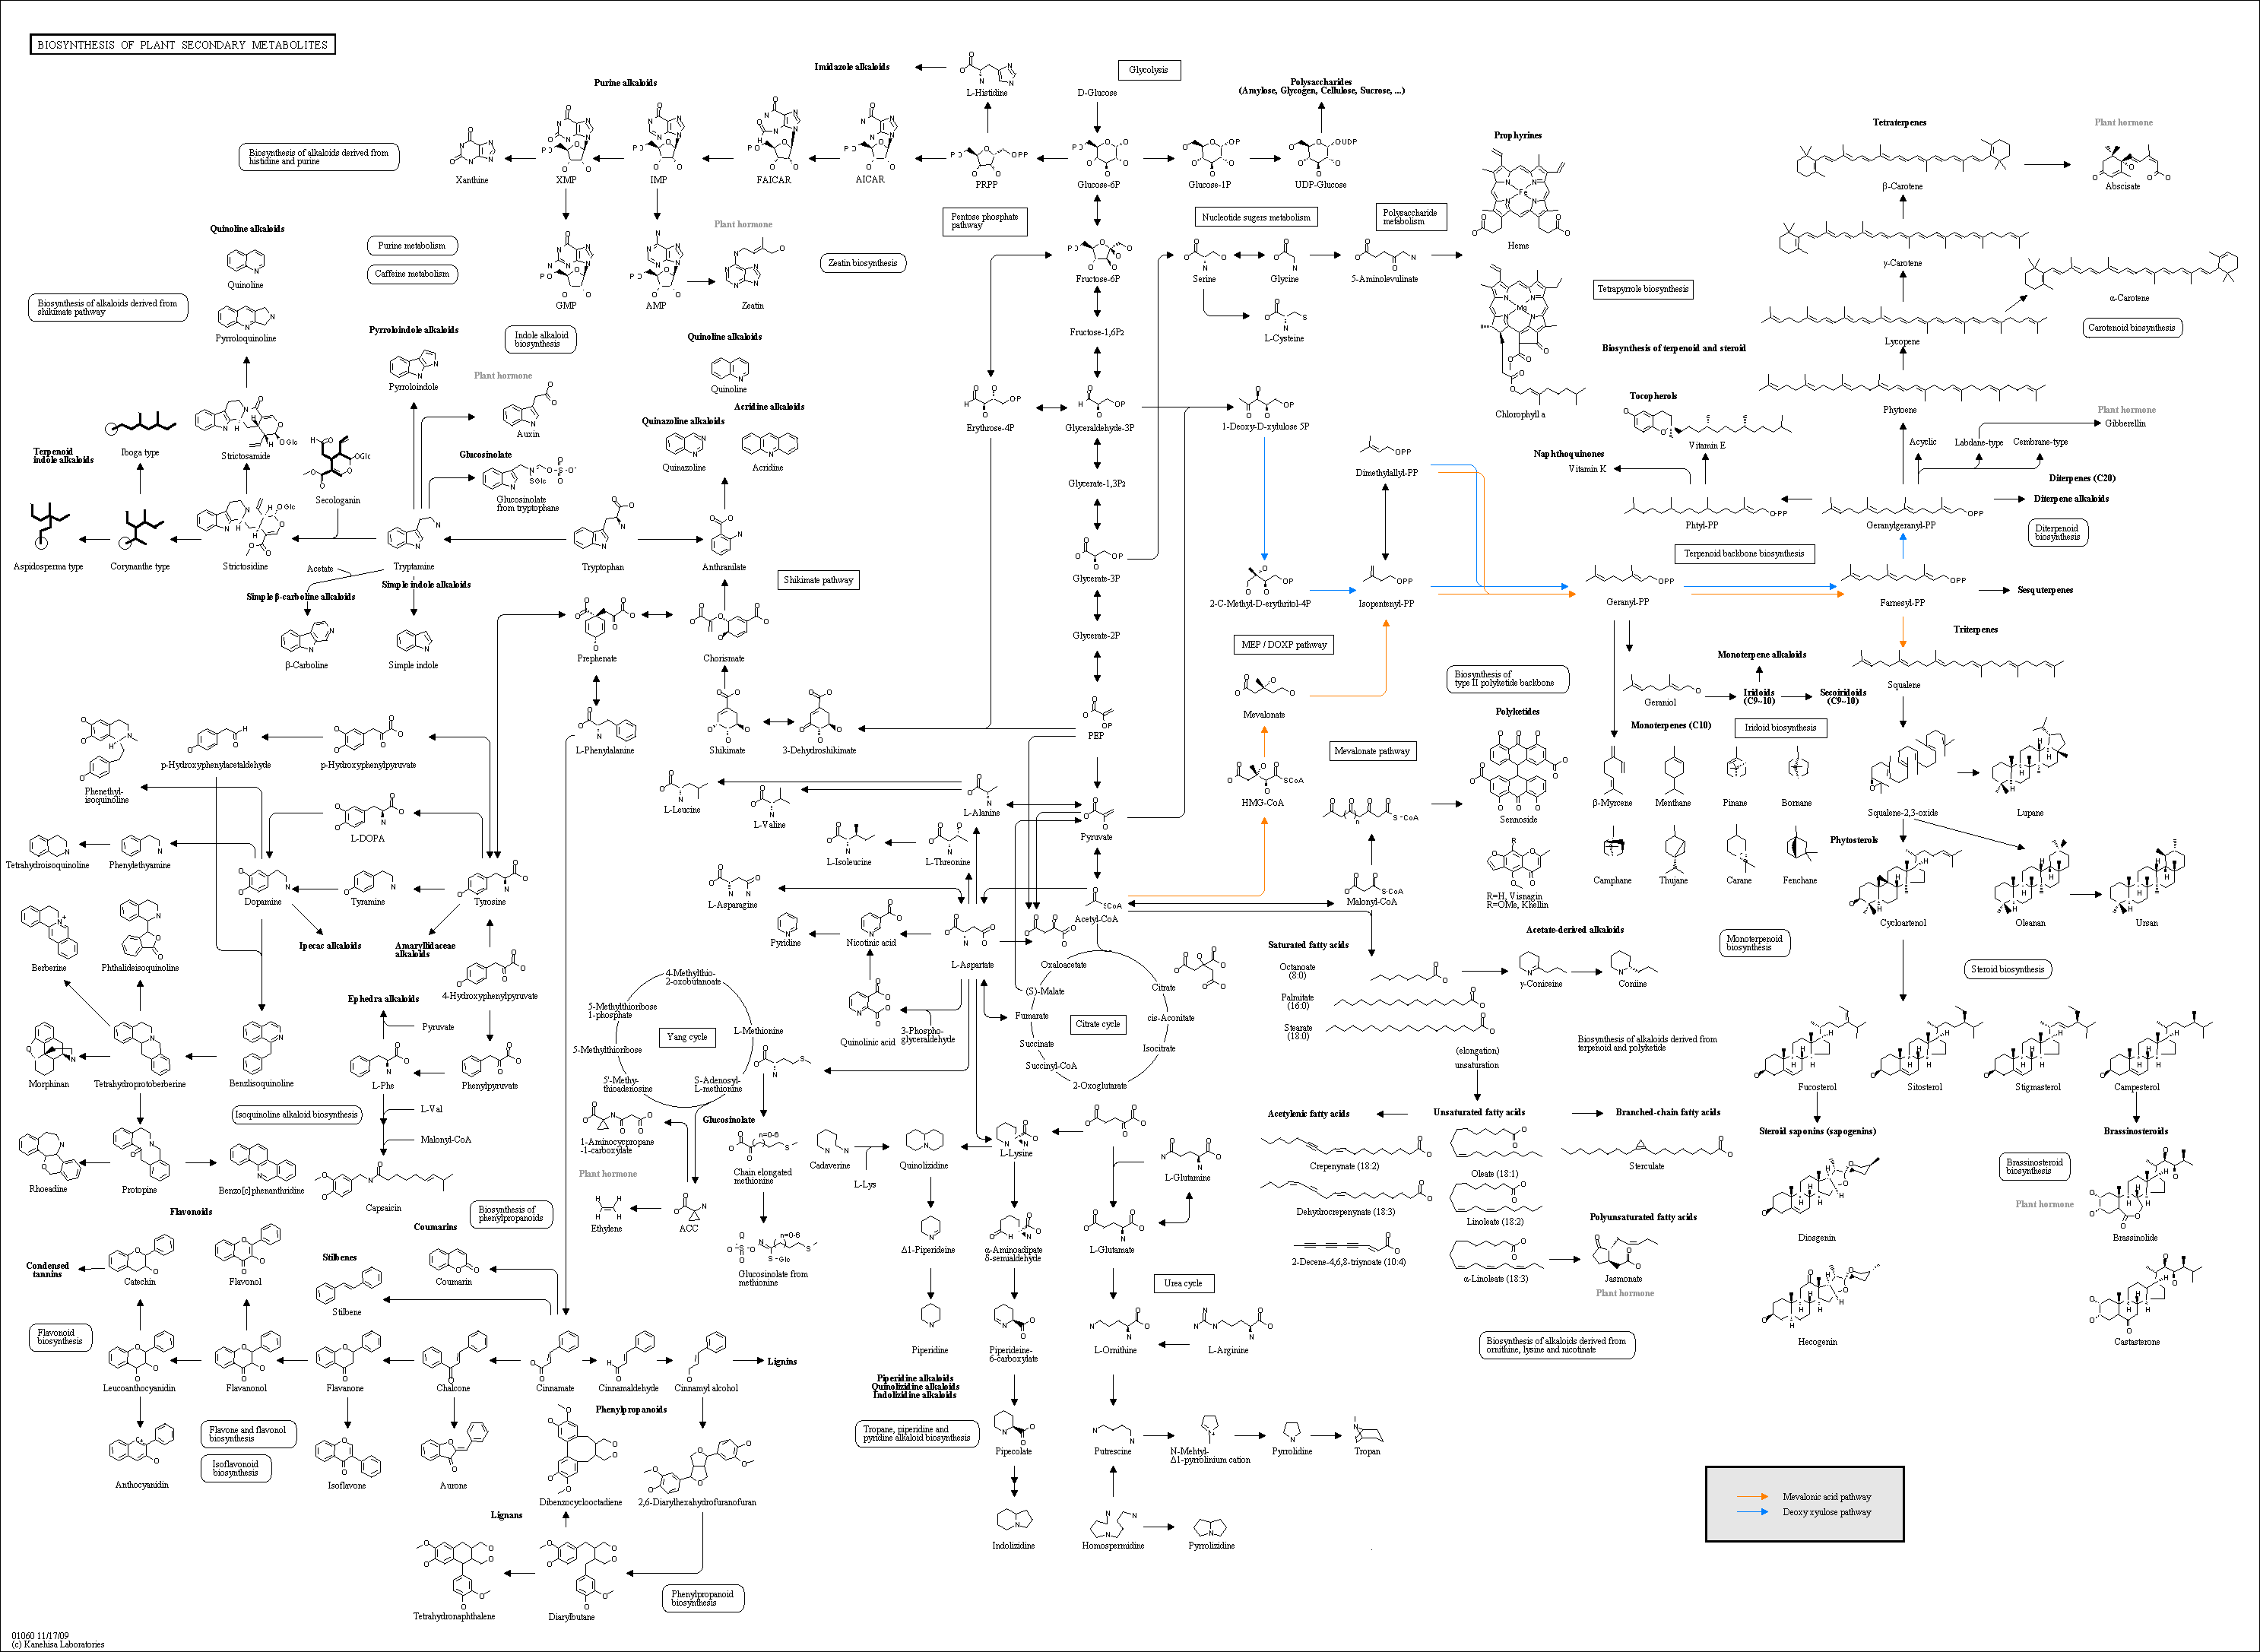 BIOSYNTHESIS OF PLANT SECONDARY METABOLITES
Imidazole alkaloids
L-Histidine
Glycolysis
D-Glucose
Polysaccharides
(Amylose, Glycogen, Cellulose, Sucrose, ...)
Purine alkaloids
Biosynthesis of alkaloids derived from
histidine and purine
Xanthine
XMP
IMP
FAICAR
AICAR
PRPP
Glucose-6P
Glucose-1P
UDP-Glucose
Prophyrines
Heme
Tetraterpenes
β-Carotene
Plant hormone
Abscisate
Pentose phosphate
pathway
Nucleotide sugers metabolism
Polysaccharide
metabolism
Quinoline alkaloids
Quinoline
Purine metabolism
Caffeine metabolism
GMP
AMP
Plant hormone
Zeatin
Zeatin biosynthesis
Fructose-6P
Serine
Glycine
5-Aminolevulinate
γ-Carotene
α-Carotene
Biosynthesis of alkaloids derived from
shikimate pathway
Pyrroloquinoline
Tetrapyrrole biosynthesis
Carotenoid biosynthesis
Pyrroloindole alkaloids
Pyrroloindole
Indole alkaloid
biosynthesis
Quinoline alkaloids
Quinoline
Fructose-1,6P2
L-Cysteine
Biosynthesis of terpenoid and steroid
Lycopene
Plant hormone
Auxin
Quinazoline alkaloids
Acridine alkaloids
Quinazoline
Acridine
Erythrose-4P
Glyceraldehyde-3P
1-Deoxy-D-xylulose 5P
Chlorophyll a
Tocopherols
Vitamin E
Phytoene
Plant hormone
Gibberellin
Acyclic
Labdane-type
Cembrane-type
Terpenoid
indole alkaloids
Iboga type
Strictosamide
Secologanin
Glucosinolate
Glucosinolate
from tryptophane
Glycerate-1,3P2
Dimethylallyl-PP
Naphthoquinones
Vitamin K
Diterpenes (C20)
Diterpene alkaloids
Phtyl-PP
Geranylgeranyl-PP
Diterpenoid
biosynthesis
Terpenoid backbone biosynthesis
Aspidosperma type
Corynanthe type
Strictosidine
Acetate
Tryptamine
Tryptophan
Anthranilate
Shikimate pathway
Glycerate-3P
2-C-Methyl-D-erythritol-4P
Isopentenyl-PP
Geranyl-PP
Farnesyl-PP
Sesquterpenes
Simple β-carboline alkaloids
Simple indole alkaloids
β-Carboline
Simple indole
Prephenate
Chorismate
Glycerate-2P
MEP / DOXP pathway
Triterpenes
Squalene
Mevalonate
Biosynthesis of
type II polyketide backbone
Monoterpene alkaloids
Geraniol
Iridoids
(C9~10)
Secoiridoids
(C9~10)
Iridoid biosynthesis
Monoterpenes (C10)
p-Hydroxyphenylacetaldehyde
p-Hydroxyphenylpyruvate
L-Phenylalanine
Shikimate
3-Dehydroshikimate
PEP
Mevalonate pathway
Polyketides
Sennoside
Phenethyl-
isoquinoline
L-Leucine
L-Valine
L-Alanine
HMG-CoA
β-Myrcene
Menthane
Pinane
Bornane
Squalene-2,3-oxide
Lupane
L-DOPA
L-Isoleucine
L-Threonine
Pyruvate
Phytosterols
Tetrahydroisoquinoline
Phenylethyamine
Dopamine
Tyramine
Tyrosine
L-Asparagine
Acetyl-CoA
Malonyl-CoA
R=H, Visnagin
R=OMe, Khellin
Camphane
Thujane
Carane
Fenchane
Cycloartenol
Oleanan
Ursan
Berberine
Phthalideisoquinoline
Ipecac alkaloids
Amaryllidaceae
alkaloids
Pyridine
Nicotinic acid
L-Aspartate
Oxaloacetate
Saturated fatty acids
Octanoate
(8:0)
Palmitate
(16:0)
Stearate
(18:0)
Acetate-derived alkaloids
γ-Coniceine
Coniine
Monoterpenoid
biosynthesis
Steroid biosynthesis
4-Hydroxyphenylpyruvate
Ephedra alkaloids
Pyruvate
4-Methylthio-
2-oxobutanoate
5-Methylthioribose
1-phosphate
Yang cycle
L-Methionine
5-Methylthioribose
5'-Methy-
thioadenosine
S-Adenosyl-
L-methionine
Quinolinic acid
3-Phospho-
glyceraldehyde
(S)-Malate
Fumarate
Succinate
Succinyl-CoA
2-Oxoglutarate
Isocitrate
cis-Aconitate
Citrate
Citrate cycle
(elongation)
unsaturation
Biosynthesis of alkaloids derived from
terpenoid and polyketide
Morphinan
Tetrahydroprotoberberine
Benzlisoquinoline
L-Phe
Phenylpyruvate
Fucosterol
Sitosterol
Stigmasterol
Campesterol
Isoquinoline alkaloid biosynthesis
L-Val
Malonyl-CoA
1-Aminocycpropane
-1-carboxylate
Plant hormone
Glucosinolate
Chain elongated
methionine
Cadaverine
L-Lys
Quinolizidine
L-Lysine
L-Glutamine
Acetylenic fatty acids
Unsaturated fatty acids
Branched-chain fatty acids
Crepenynate (18:2)
Oleate (18:1)
Sterculate
Steroid saponins (sapogenins)
Brassinosteroids
Brassinosteroid
biosynthesis
Plant hormone
Rhoeadine
Protopine
Benzo[c]phenanthridine
Capsaicin
Biosynthesis of
phenylpropanoids
Ethylene
ACC
Glucosinolate from
methionine
Δ1-Piperideine
α-Aminoadipate
δ-semialdehyde
L-Glutamate
Dehydrocrepenynate (18:3)
Linoleate (18:2)
2-Decene-4,6,8-triynoate (10:4)
Polyunsaturated fatty acids
α-Linoleate (18:3)
Jasmonate
Plant hormone
Diosgenin
Brassinolide
Flavonoids
Condensed
tannins
Catechin
Flavonol
Stilbenes
Stilbene
Coumarins
Coumarin
Urea cycle
Hecogenin
Castasterone
Flavonoid
biosynthesis
Leucoanthocyanidin
Flavanonol
Flavanone
Chalcone
Cinnamate
Cinnamaldehyde
Cinnamyl alcohol
Lignins
Piperidine
Piperideine-
6-carboxylate
L-Ornithine
L-Arginine
Biosynthesis of alkaloids derived from
ornithine, lysine and nicotinate
Piperidine alkaloids
Quinolizidine alkaloids
Indolizidine alkaloids
Tropane, piperidine and
pyridine alkaloid biosynthesis
Anthocyanidin
Flavone and flavonol
biosynthesis
Isoflavonoid
biosynthesis
Isoflavone
Aurone
Phenylpropanoids
Dibenzocyclooctadiene
2,6-Diarylhexahydrofuranofuran
Pipecolate
Putrescine
N-Mehtyl-
Δ1-pyrrolinium cation
Pyrrolidine
Tropan
Lignans
Tetrahydronaphthalene
Diarylbutane
Phenylpropanoid
biosynthesis
Indolizidine
Homospermidine
Pyrrolizidine
Mevalonic acid pathway
Deoxy xyulose pathway
01060 11/17/09
(c) Kanehisa Laboratories